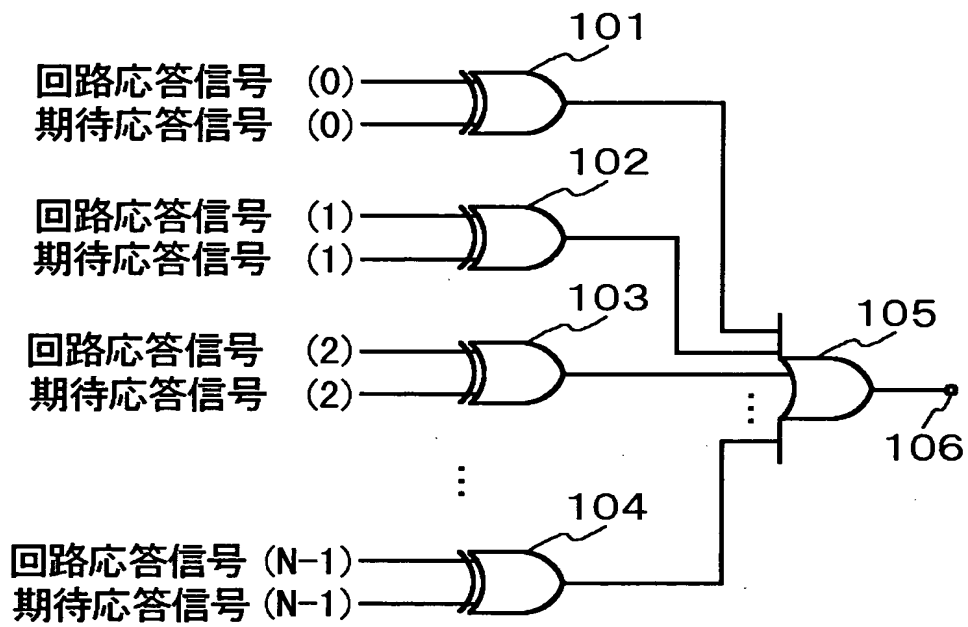 101
回路応答信号 (0)
期待応答信号 (0)
102
回路応答信号 (1)
期待応答信号 (1)
103
回路応答信号 (2)
期待応答信号 (2)
105
106
⋮
104
回路応答信号 (N-1)
期待応答信号 (N-1)